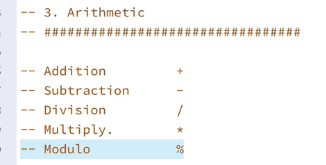 -- 3. Arithmetic
-- #################################
-- Addition +
-- Subtraction -
-- Division /
-- Multiply. *
-- Modulo %